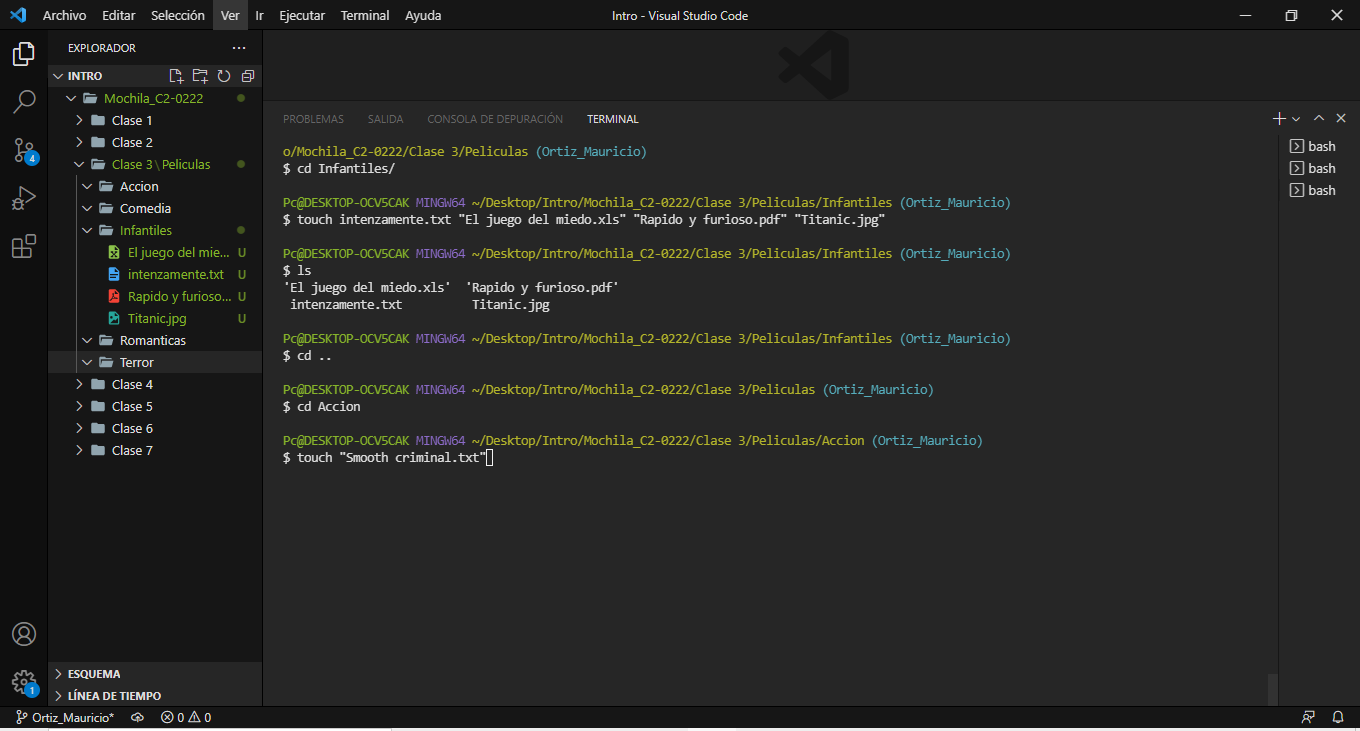 Archivo Editar Selección Ver Ir Ejecutar Terminal Ayuda Intro - Visual Studio Code
EXPLORADOR
INTRO
Mochila_C2-0222
Clase 1
Clase 2
Clase 3 \ Peliculas
Accion
Comedia
Infantiles
El juego del mie... U
intenzamente.txt U
Rapido y furioso... U
Titanic.jpg U
Romanticas
Terror
Clase 4
Clase 5
Clase 6
Clase 7
ESQUEMA
LÍNEA DE TIEMPO
4
1
PROBLEMAS SALIDA CONSOLA DE DEPURACIÓN TERMINAL
o/Mochila_C2-0222/Clase 3/Peliculas (Ortiz_Mauricio)
$ cd Infantiles/
Pc@DESKTOP-OCV5CAK MINGW64 ~/Desktop/Intro/Mochila_C2-0222/Clase 3/Peliculas/Infantiles (Ortiz_Mauricio)
$ touch intenzamente.txt "El juego del miedo.xls" "Rapido y furioso.pdf" "Titanic.jpg"
Pc@DESKTOP-OCV5CAK MINGW64 ~/Desktop/Intro/Mochila_C2-0222/Clase 3/Peliculas/Infantiles (Ortiz_Mauricio)
$ ls
'El juego del miedo.xls' 'Rapido y furioso.pdf'
intenzamente.txt Titanic.jpg
Pc@DESKTOP-OCV5CAK MINGW64 ~/Desktop/Intro/Mochila_C2-0222/Clase 3/Peliculas/Infantiles (Ortiz_Mauricio)
$ cd ..
Pc@DESKTOP-OCV5CAK MINGW64 ~/Desktop/Intro/Mochila_C2-0222/Clase 3/Peliculas (Ortiz_Mauricio)
$ cd Accion
Pc@DESKTOP-OCV5CAK MINGW64 ~/Desktop/Intro/Mochila_C2-0222/Clase 3/Peliculas/Accion (Ortiz_Mauricio)
$ touch "Smooth criminal.txt"
bash
bash
bash
Ortiz_Mauricio* 0 0